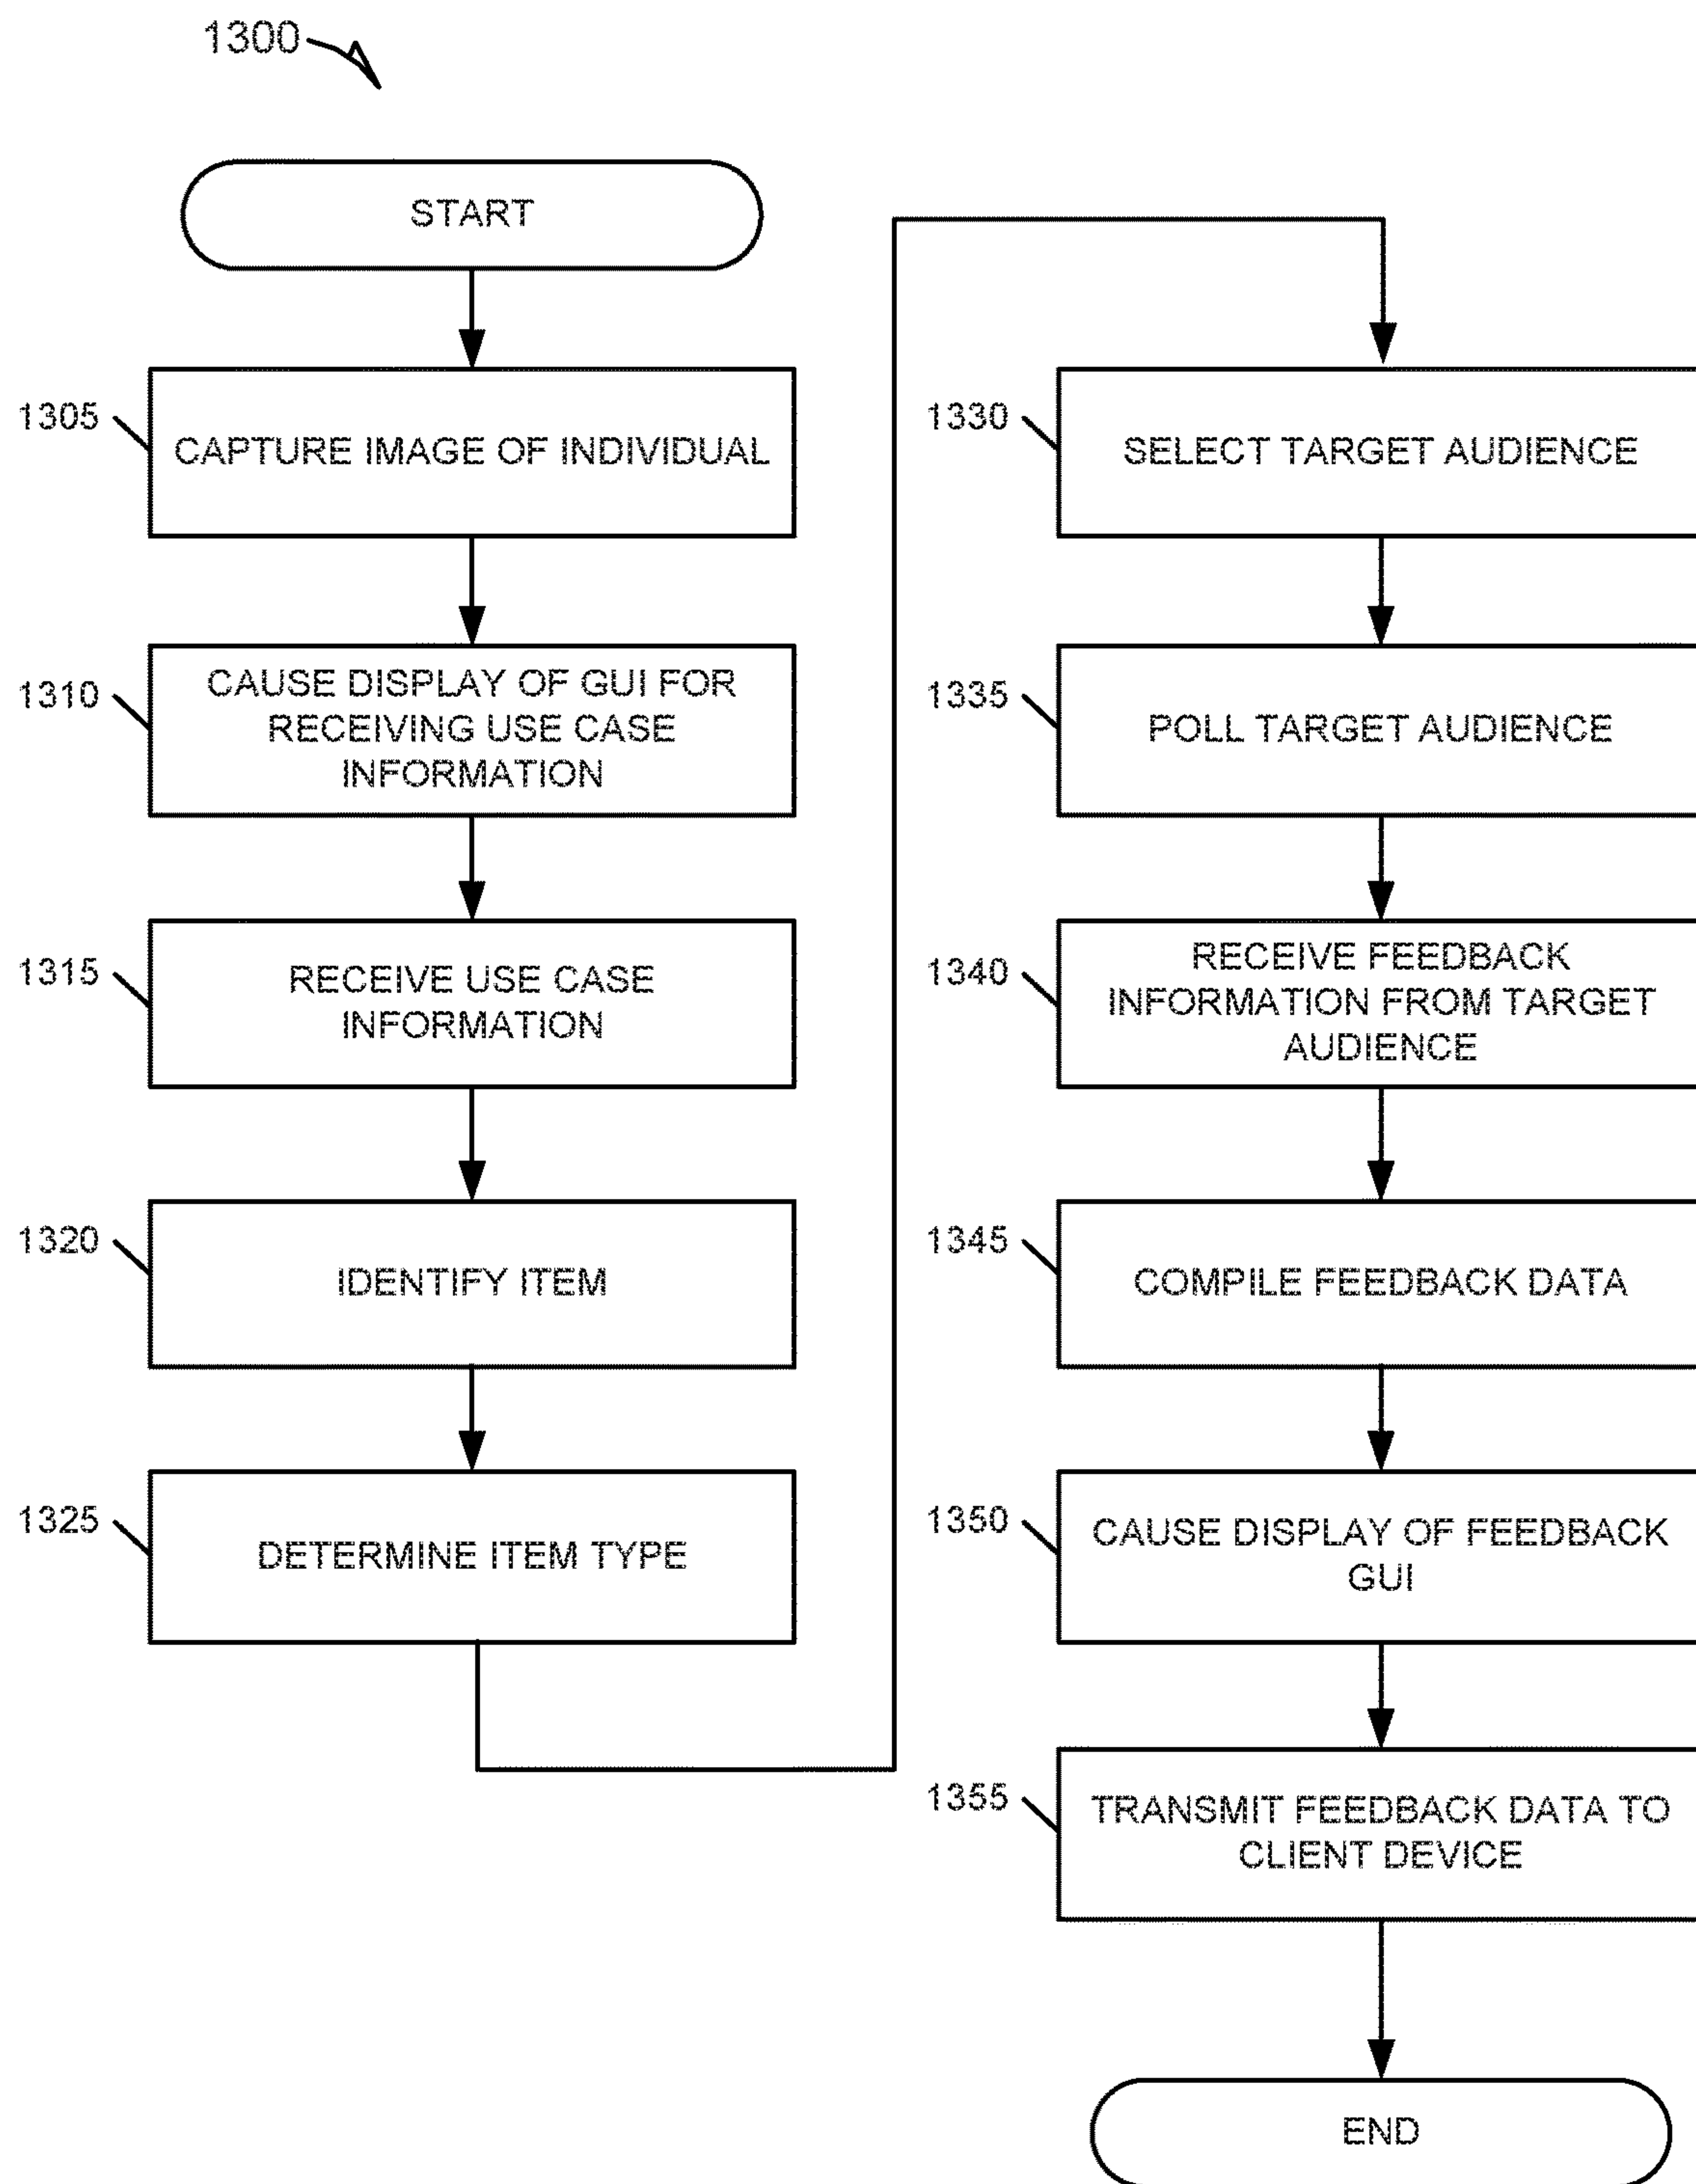 1300
START
1305
CAPTURE IMAGE OF INDIVIDUAL
1310
CAUSE DISPLAY OF GUI FOR
RECEIVING USE CASE
INFORMATION
1315
RECEIVE USE CASE
INFORMATION
1320
IDENTIFY ITEM
1325
DETERMINE ITEM TYPE
1330
SELECT TARGET AUDIENCE
1335
POLL TARGET AUDIENCE
1340
RECEIVE FEEDBACK
INFORMATION FROM TARGET
AUDIENCE
1345
COMPILE FEEDBACK DATA
1350
CAUSE DISPLAY OF FEEDBACK
GUI
1355
TRANSMIT FEEDBACK DATA TO
CLIENT DEVICE
END